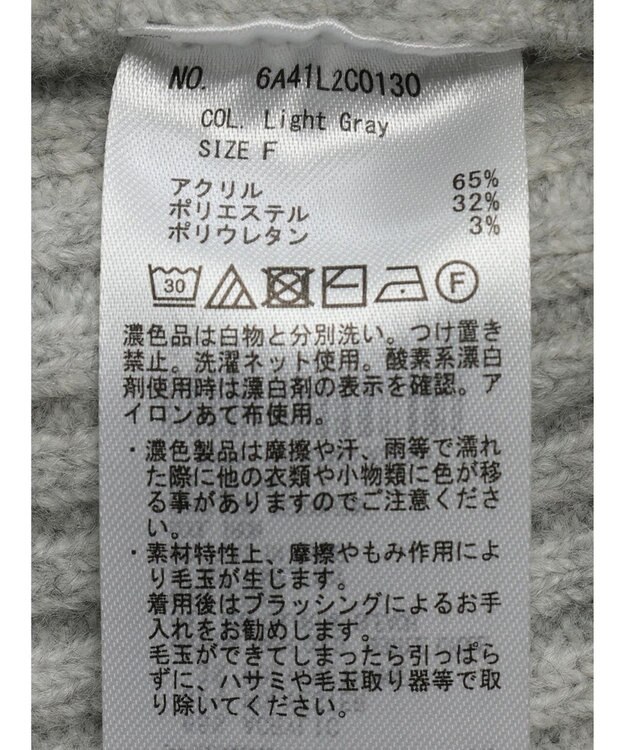 NO. 6A41L2C0130
COL. Light Gray
SIZE F
アクリル 65%
ポリエステル 32%
ポリウレタン 3%
30 F
濃色品は白物と分別洗い。つけ置き
禁止。洗濯ネット使用。酸素系漂白
剤使用時は漂白剤の表示を確認。ア
イロンあて布使用。
・濃色製品は摩擦や汗、雨等で濡れ
た際に他の衣類や小物類に色が移
る事がありますのでご注意くださ
い。
・素材特性上、摩擦やもみ作用によ
り毛玉が生じます。
着用後はブラッシングによるお手
入れをお勧めします。
毛玉ができてしまったら引っぱら
ずに、ハサミや毛玉取り器等で取
り除いてください。